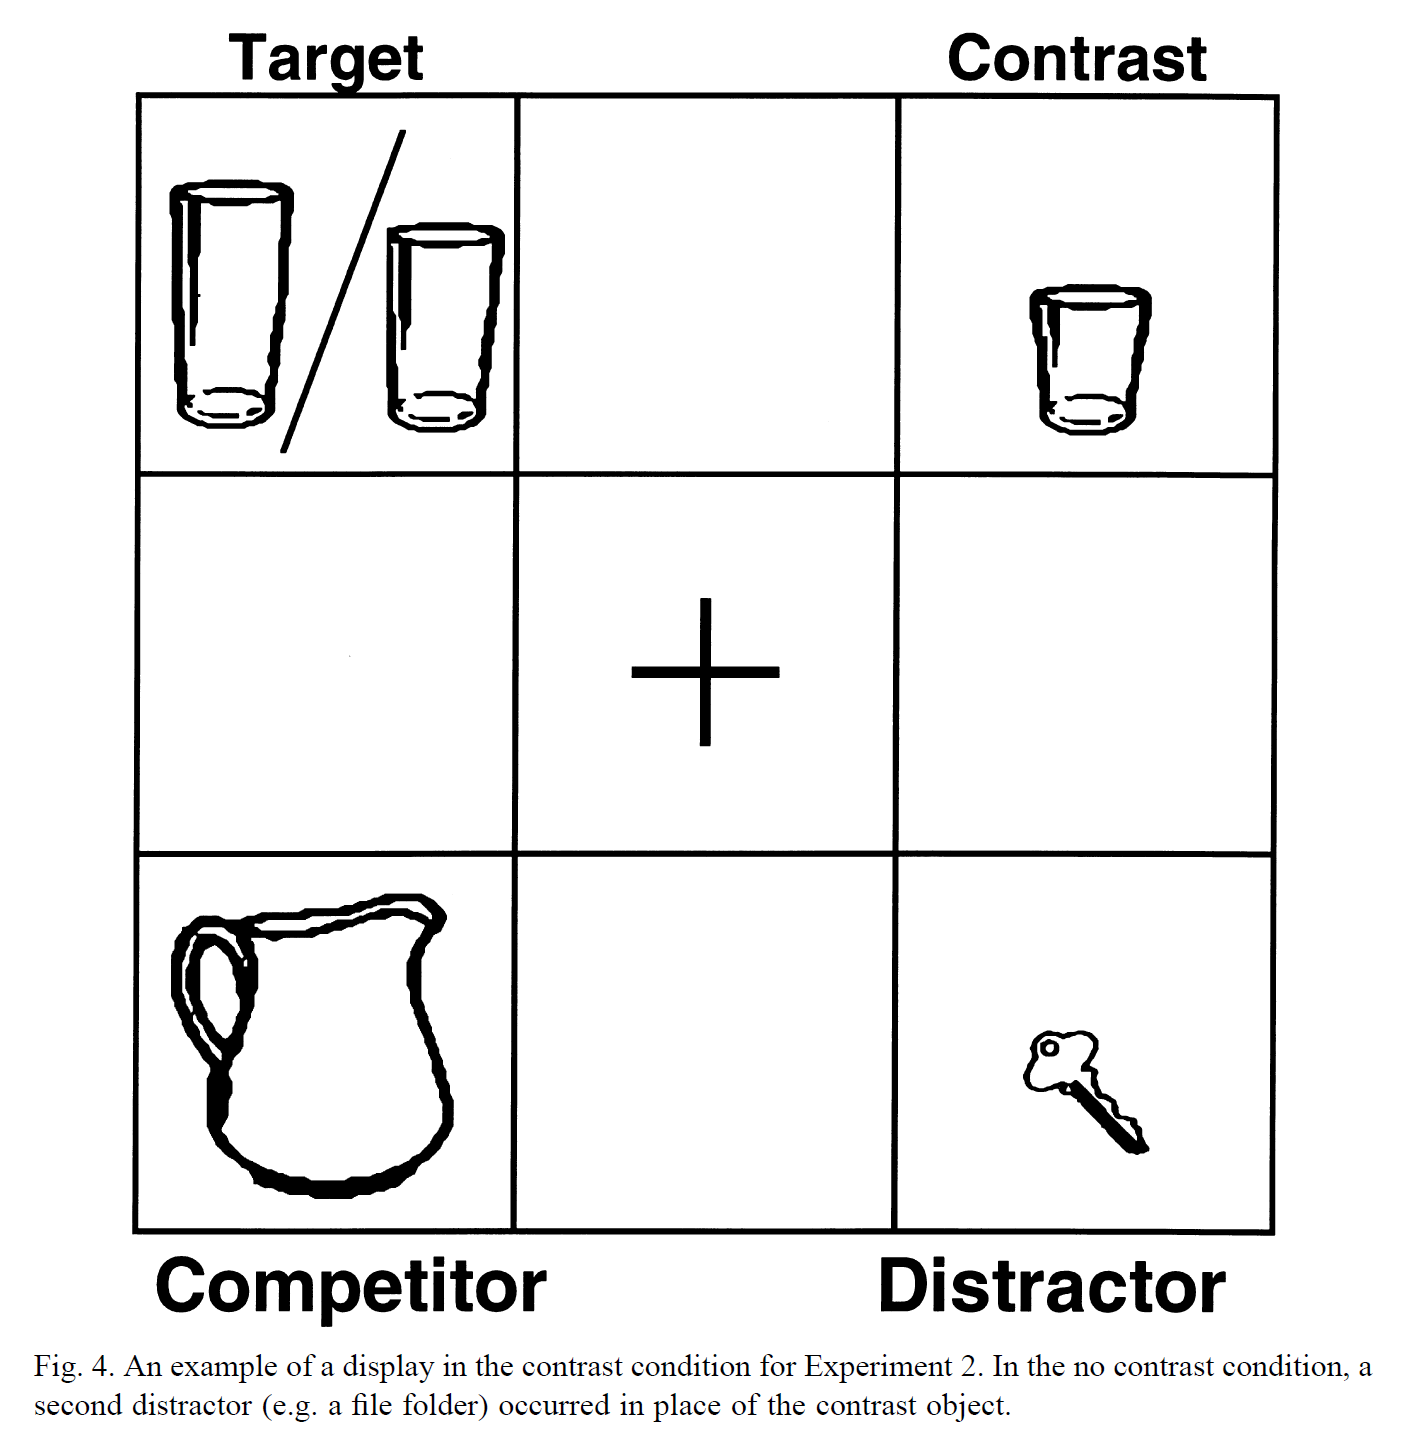 Target Contrast
Competitor Distractor
Fig. 4. An example of a display in the contrast condition for Experiment 2. In the no contrast condition, a
second distractor (e.g. a file folder) occurred in place of the contrast object.